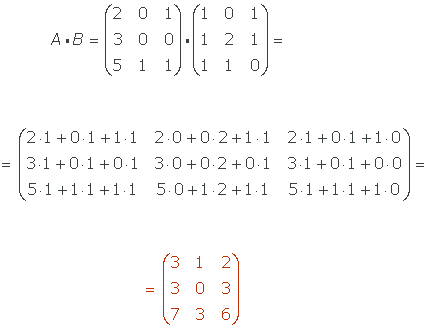 A·B = (2 0 1) · (1 0 1) =
(3 0 0) (1 2 1)
(5 1 1) (1 1 0)
= (2·1+0·1+1·1 2·0+0·2+1·1 2·1+0·1+1·0) =
(3·1+0·1+0·1 3·0+0·2+0·1 3·1+0·1+0·0)
(5·1+1·1+1·1 5·0+1·2+1·1 5·1+1·1+1·0)
= (3 1 2)
(3 0 3)
(7 3 6)